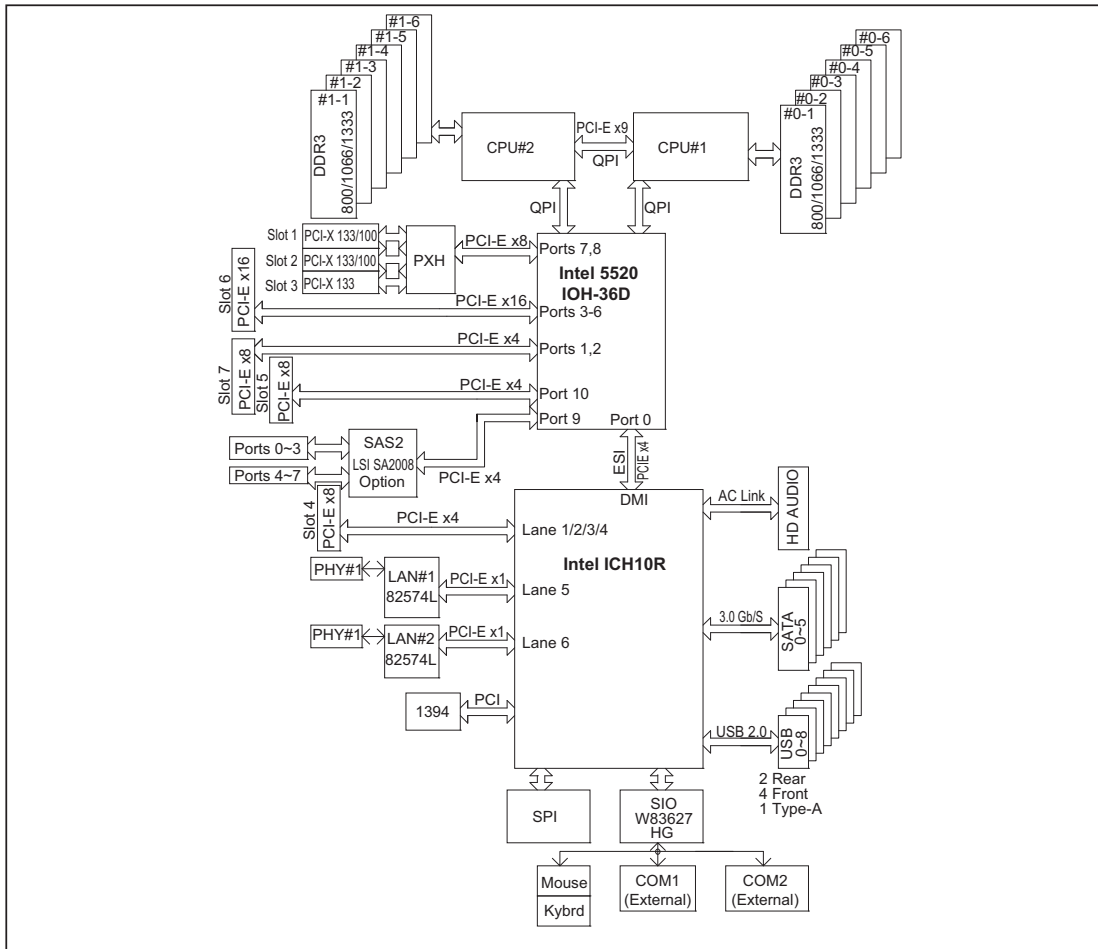 #1-6
#1-5
#1-4
#1-3
#1-2
#1-1
DDR3
800/1066/1333
#0-6
#0-5
#0-4
#0-3
#0-2
#0-1
DDR3
800/1066/1333
CPU#2
PCI-E x9
QPI
CPU#1
QPI
QPI
Slot 1
PCI-X 133/100
Slot 2
PCI-X 133/100
Slot 3
PCI-X 133
PXH
PCI-E x8
Ports 7,8
Intel 5520
IOH-36D
Slot 6
PCI-E x16
PCI-E x16
Ports 3-6
Slot 7
PCI-E x8
PCI-E x4
Ports 1,2
Slot 5
PCI-E x8
PCI-E x4
Port 10
Port 9
Port 0
Ports 0~3
Ports 4~7
SAS2
LSI SA2008
Option
PCI-E x4
ESI
PCIE x4
DMI
Slot 4
PCI-E x8
PCI-E x4
Lane 1/2/3/4
Intel ICH10R
AC Link
HD AUDIO
PHY#1
LAN#1
82574L
PCI-E x1
Lane 5
3.0 Gb/S
SATA
0~5
PHY#1
LAN#2
82574L
PCI-E x1
Lane 6
1394
PCI
USB 2.0
USB
0~8
2 Rear
4 Front
1 Type-A
SPI
SIO
W83627
HG
Mouse
Kybrd
COM1
(External)
COM2
(External)